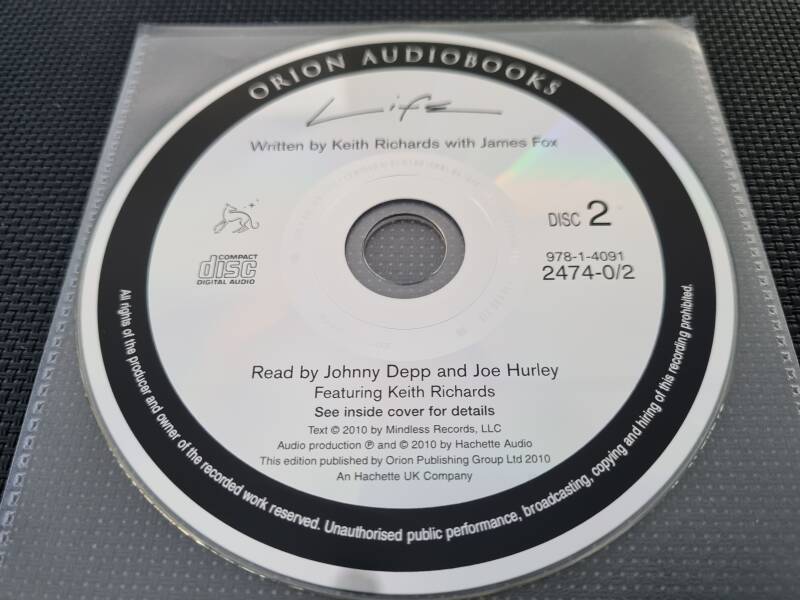 ORION AUDIOBOOKS
Life
Written by Keith Richards with James Fox
DISC 2
COMPACT
disc
DIGITAL AUDIO
978-1-4091
2474-0/2
Read by Johnny Depp and Joe Hurley
Featuring Keith Richards
See inside cover for details
Text © 2010 by Mindless Records, LLC
Audio production ℗ and © 2010 by Hachette Audio
This edition published by Orion Publishing Group Ltd 2010
An Hachette UK Company
All rights of the producer and owner of the recorded work reserved. Unauthorised public performance, broadcasting, copying and hiring of this recording prohibited.